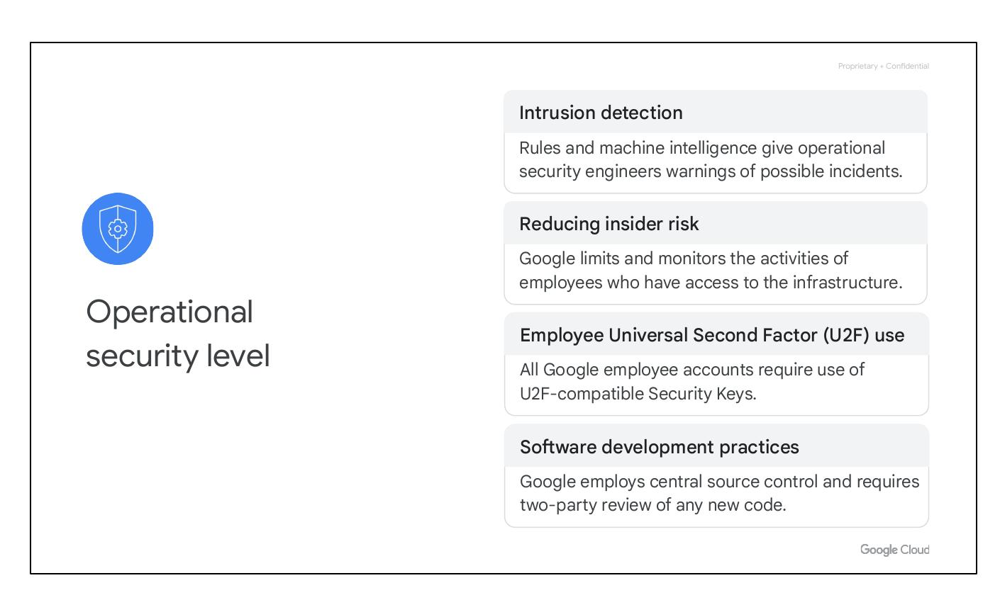 Proprietary + Confidential
Operational
security level
Intrusion detection
Rules and machine intelligence give operational
security engineers warnings of possible incidents.
Reducing insider risk
Google limits and monitors the activities of
employees who have access to the infrastructure.
Employee Universal Second Factor (U2F) use
All Google employee accounts require use of
U2F-compatible Security Keys.
Software development practices
Google employs central source control and requires
two-party review of any new code.
Google Cloud